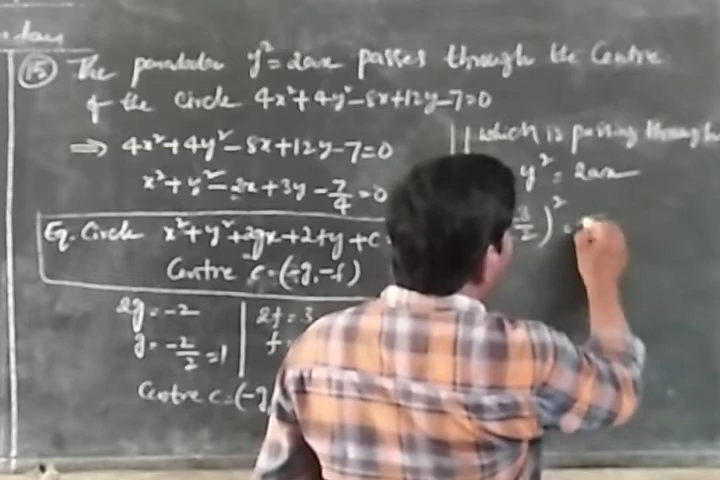 day
15 The parabola y² = 2ax passes through the Centre
of the Circle 4x²+4y²-8x+12y-7=0
⇒ 4x²+4y²-8x+12y-7=0
x²+y²-2x+3y-7/4=0
Eq. Circle x²+y²+2gx+2fy+c
Centre c=(-g,-f)
2g=-2
g=-2/2=1
2f=3
f=
Centre c=(-g,
which is passing through
y²=2ax
3/2)²=